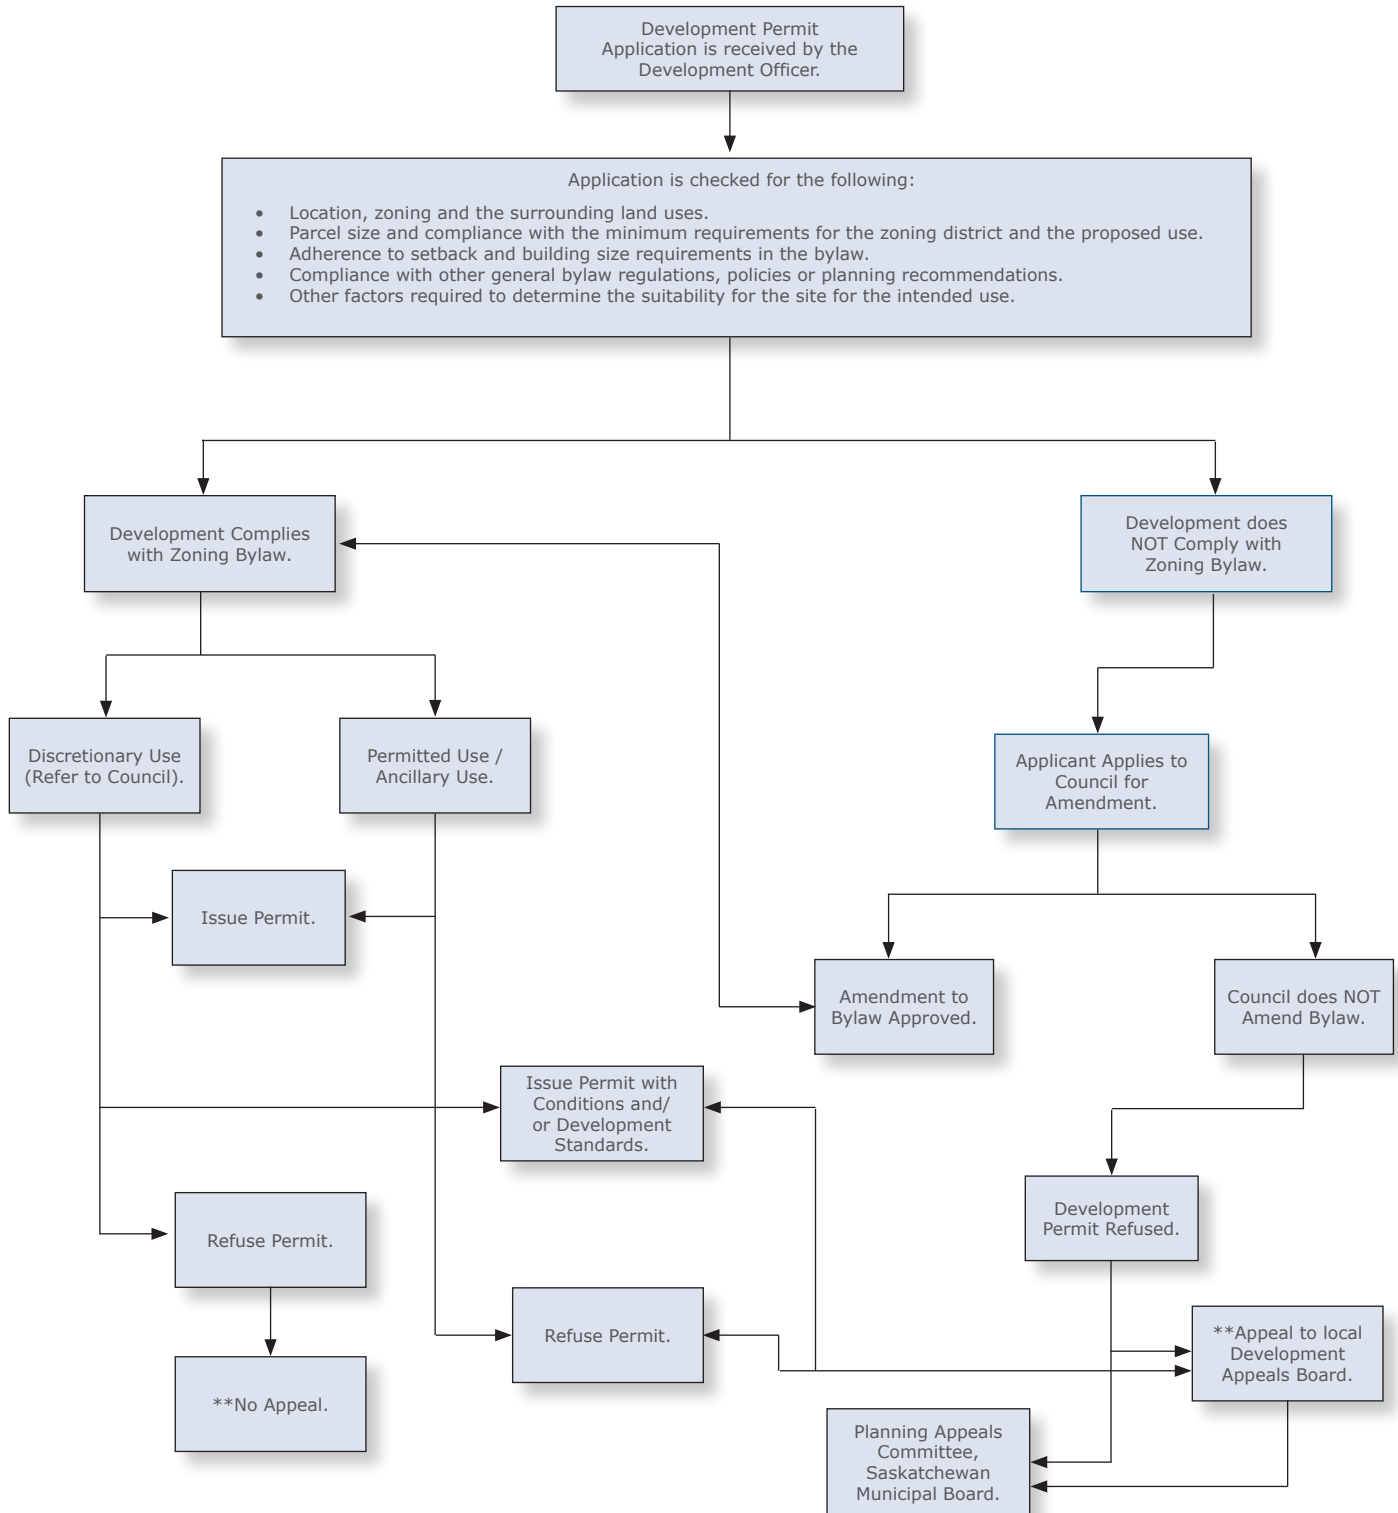 Development Permit
Application is received by the
Development Officer.
Application is checked for the following:
• Location, zoning and the surrounding land uses.
• Parcel size and compliance with the minimum requirements for the zoning district and the proposed use.
• Adherence to setback and building size requirements in the bylaw.
• Compliance with other general bylaw regulations, policies or planning recommendations.
• Other factors required to determine the suitability for the site for the intended use.
Development Complies
with Zoning Bylaw.
Development does
NOT Comply with
Zoning Bylaw.
Discretionary Use
(Refer to Council).
Permitted Use /
Ancillary Use.
Applicant Applies to
Council for
Amendment.
Issue Permit.
Amendment to
Bylaw Approved.
Council does NOT
Amend Bylaw.
Issue Permit with
Conditions and/
or Development
Standards.
Refuse Permit.
Development
Permit Refused.
Refuse Permit.
**Appeal to local
Development
Appeals Board.
**No Appeal.
Planning Appeals
Committee,
Saskatchewan
Municipal Board.